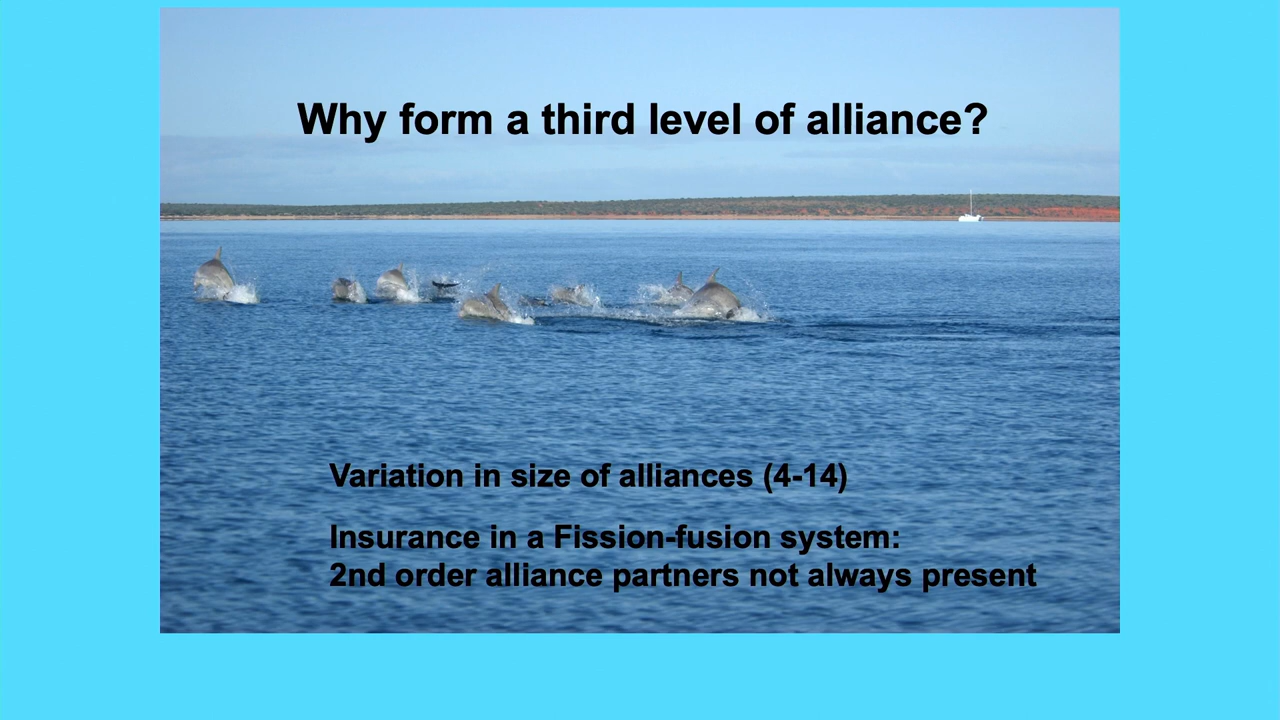 Why form a third level of alliance?
Variation in size of alliances (4-14)
Insurance in a Fission-fusion system:
2nd order alliance partners not always present